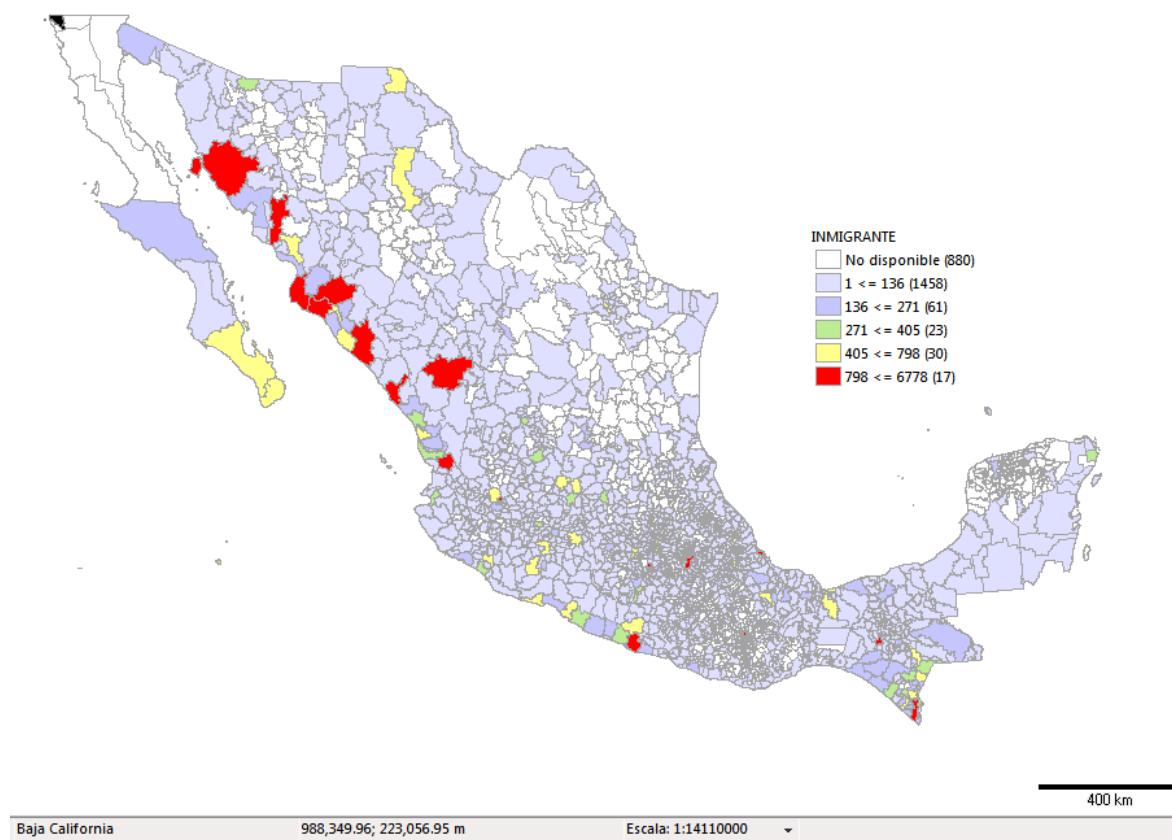 INMIGRANTE
No disponible (880)
1 <= 136 (1458)
136 <= 271 (61)
271 <= 405 (23)
405 <= 798 (30)
798 <= 6778 (17)
400 km
Baja California 988,349.96; 223,056.95 m Escala: 1:14110000